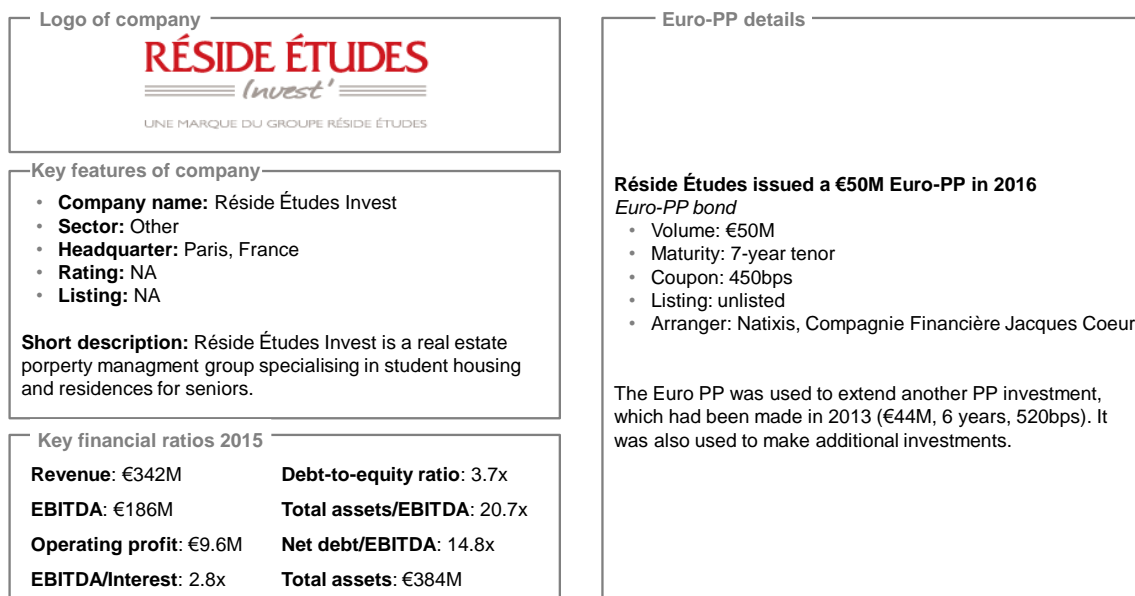 Logo of company
RÉSIDE ÉTUDES
Invest'
UNE MARQUE DU GROUPE RÉSIDE ÉTUDES
Key features of company
• Company name: Réside Études Invest
• Sector: Other
• Headquarter: Paris, France
• Rating: NA
• Listing: NA
Short description: Réside Études Invest is a real estate
porperty managment group specialising in student housing
and residences for seniors.
Key financial ratios 2015
Revenue: €342M Debt-to-equity ratio: 3.7x
EBITDA: €186M Total assets/EBITDA: 20.7x
Operating profit: €9.6M Net debt/EBITDA: 14.8x
EBITDA/Interest: 2.8x Total assets: €384M
Euro-PP details
Réside Études issued a €50M Euro-PP in 2016
Euro-PP bond
• Volume: €50M
• Maturity: 7-year tenor
• Coupon: 450bps
• Listing: unlisted
• Arranger: Natixis, Compagnie Financière Jacques Coeur
The Euro PP was used to extend another PP investment,
which had been made in 2013 (€44M, 6 years, 520bps). It
was also used to make additional investments.